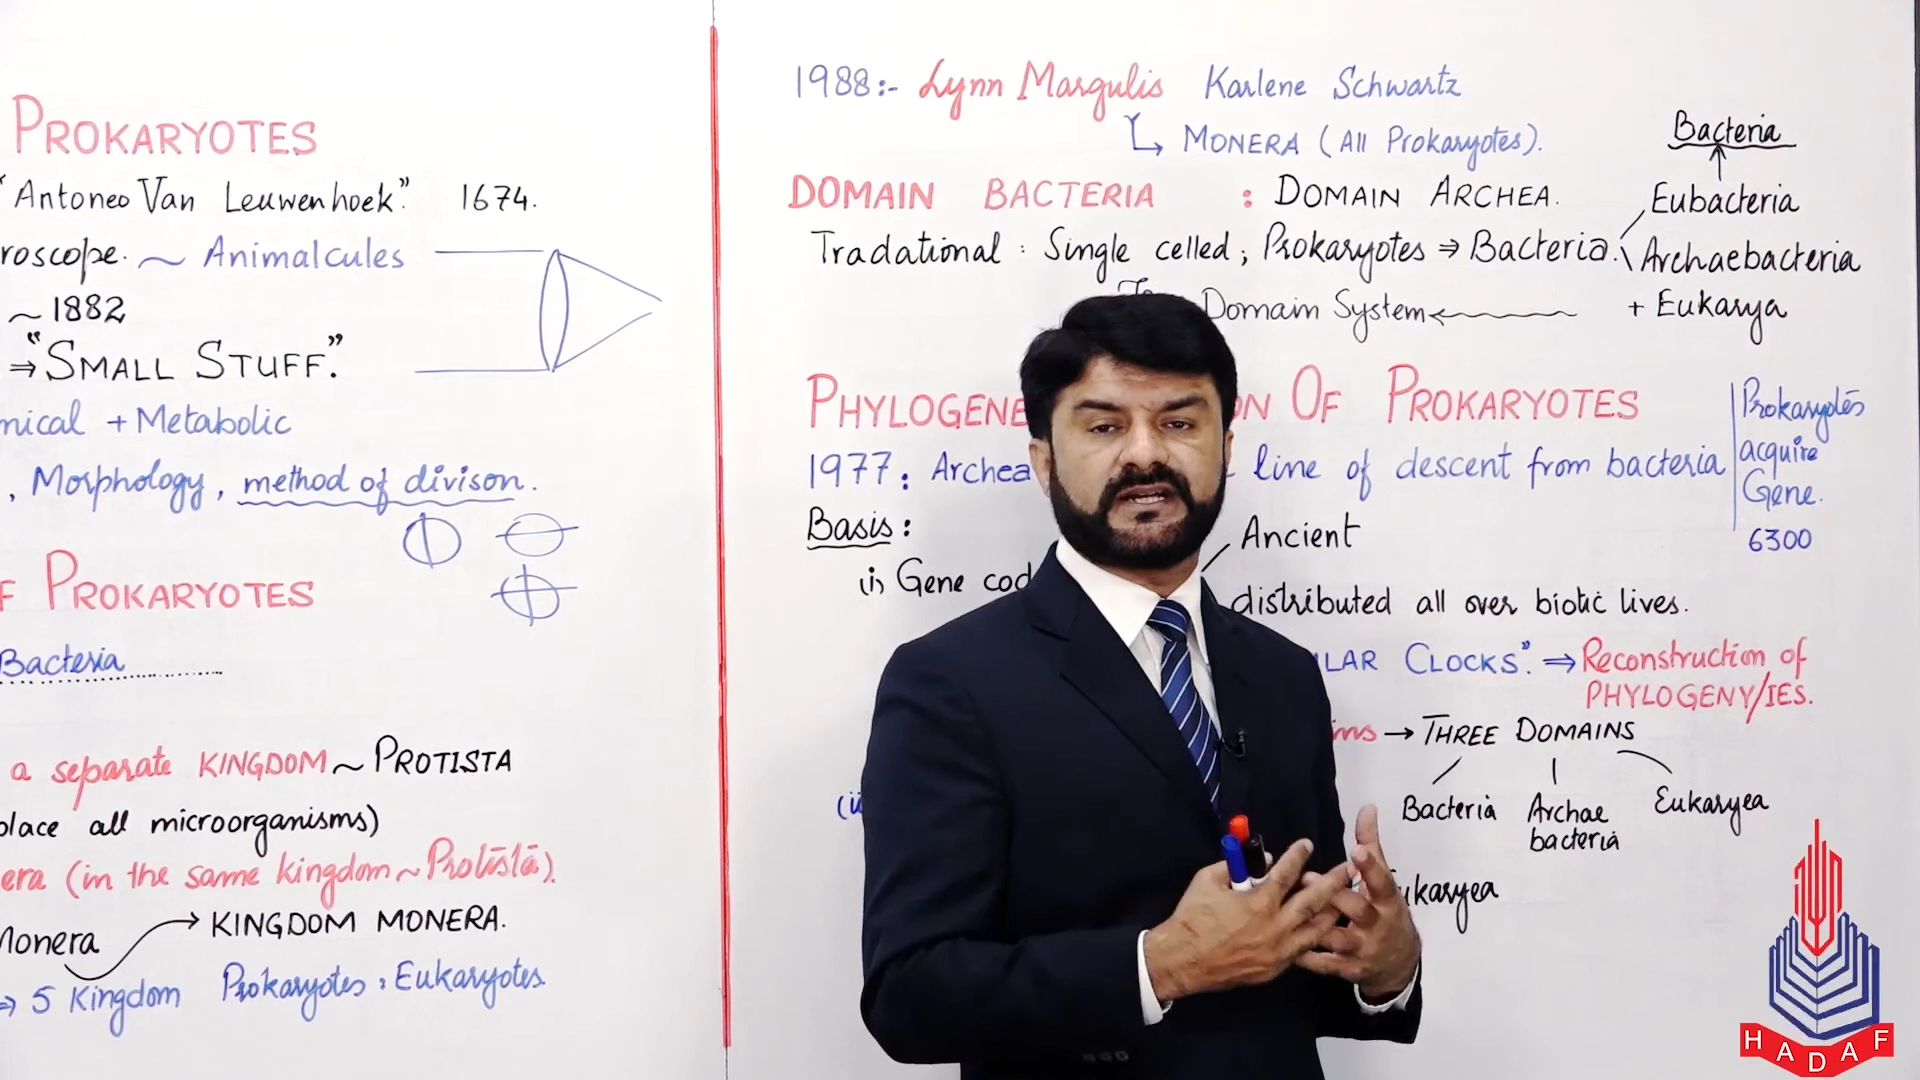 PROKARYOTES
"Antoneo Van Leuwenhoek" 1674.
roscope. ~ Animalcules
~ 1882
⇒ "SMALL STUFF."
nical + Metabolic
, Morphology, method of divison.
F PROKARYOTES
Bacteria
a separate KINGDOM ~ PROTISTA
place all microorganisms)
era (in the same kingdom ~ Protista).
Monera → KINGDOM MONERA.
⇒ 5 Kingdom Prokaryotes, Eukaryotes.
1988:- Lynn Margulis Karlene Schwartz
↳ MONERA (All Prokaryotes).
Bacteria
DOMAIN BACTERIA : DOMAIN ARCHEA.
Eubacteria
Tradational : Single celled; Prokaryotes ⇒ Bacteria.
Archaebacteria
Domain System
+ Eukarya
PHYLOGENE ON OF PROKARYOTES
Prokaryotes
acquire
Gene.
6300
1977: Archea line of descent from bacteria
Basis:
Ancient
(i) Gene cod
distributed all over biotic lives.
LAR CLOCKS". ⇒ Reconstruction of
PHYLOGENY/IES.
ins → THREE DOMAINS
(ii
Bacteria
Archae
bacteria
Eukaryea
ukaryea
HADAF